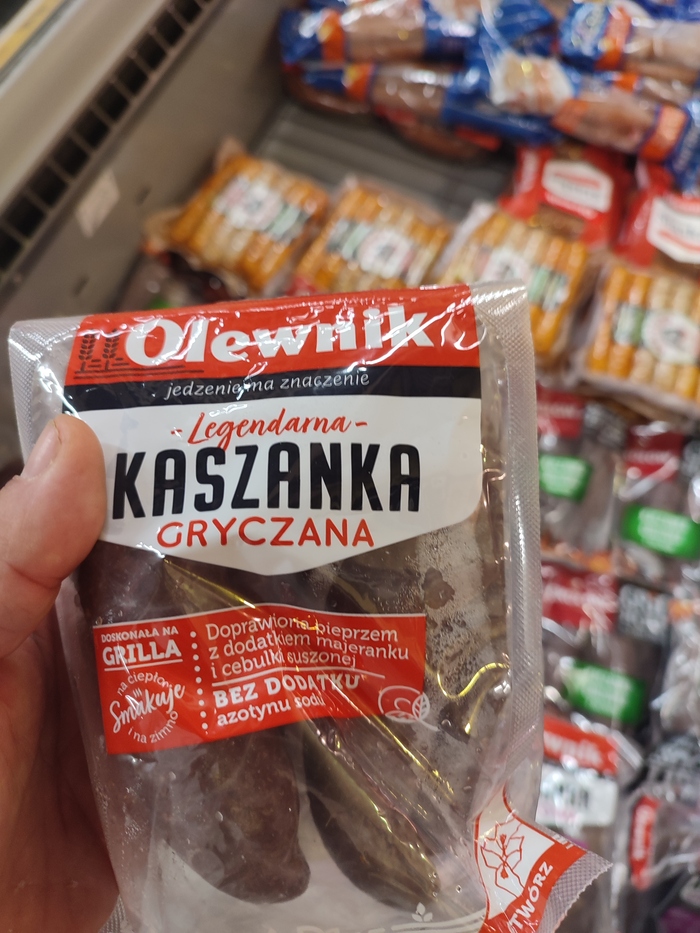 Olewnik
jedzenie ma znaczenie
-Legendarna-
KASZANKA
GRYCZANA
DOSKONAŁA NA
GRILLA
na ciepło
Smakuje
i na zimno
Doprawiona pieprzem
z dodatkiem majeranku
i cebulki suszonej
BEZ DODATKU
azotynu sodu
OTWÓRZ